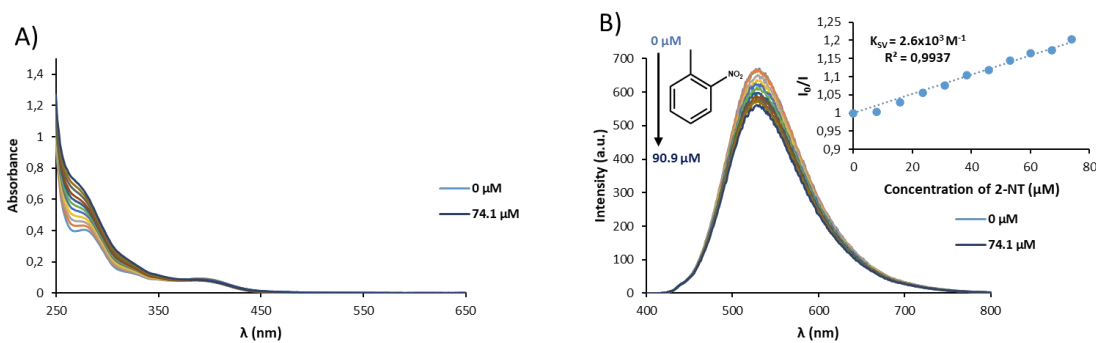 A)
1,4
1,2
1
0,8
0,6
0,4
0,2
0
250
350
450
550
650
Absorbance
λ (nm)
0 µM
74.1 µM
B)
700
600
500
400
300
200
100
0
400
500
600
700
800
Intensity (a.u.)
λ (nm)
0 µM
90.9 µM
NO₂
0 µM
74.1 µM
1,25
1,2
1,15
1,1
1,05
1
0,95
0,9
I₀/I
K_SV = 2.6x10³ M⁻¹
R² = 0,9937
0
20
40
60
80
Concentration of 2-NT (µM)